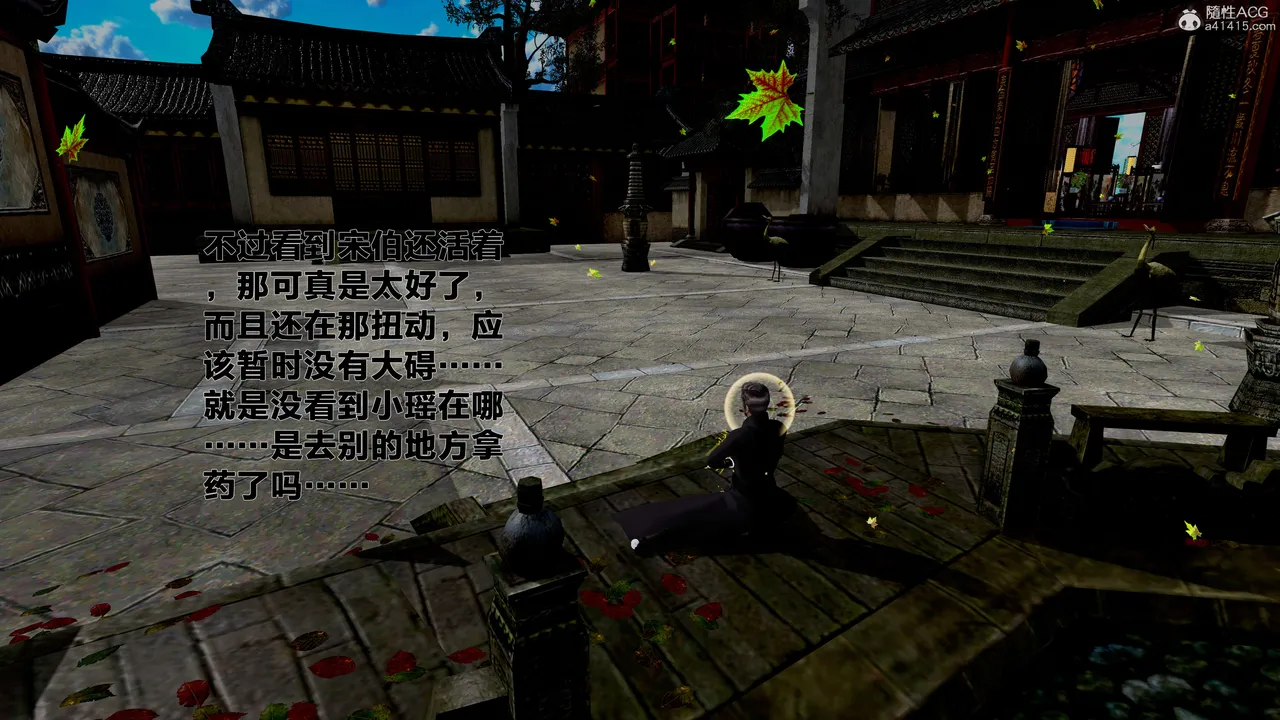 隨性ACG
a41415.com
不过看到宋伯还活着
，那可真是太好了，
而且还在那扭动，应
该暂时没有大碍……
就是没看到小瑶在哪
……是去别的地方拿
药了吗……